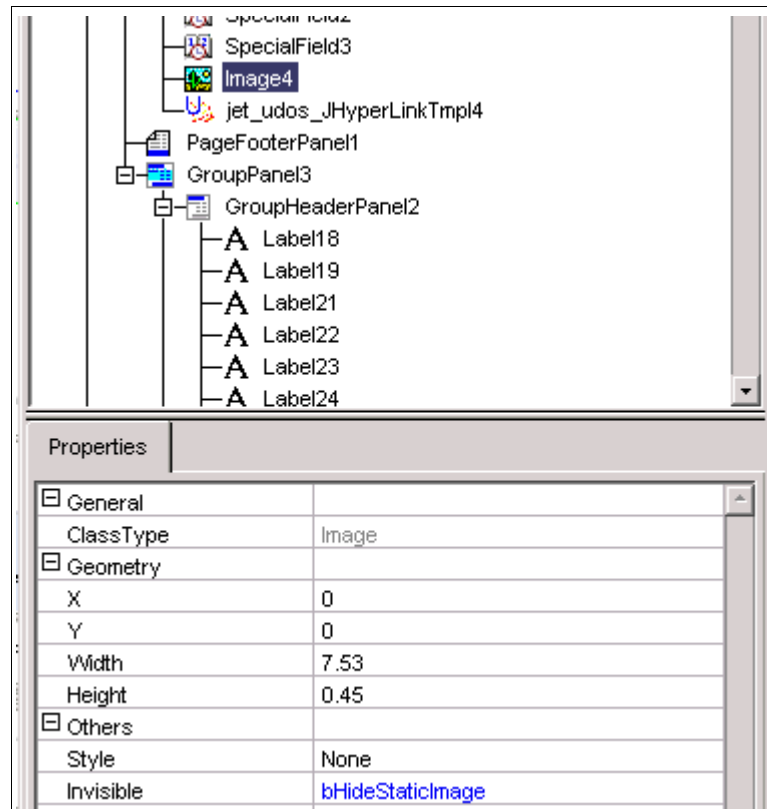 SpecialField2
SpecialField3
Image4
jet_udos_JHyperLinkTmpl4
PageFooterPanel1
GroupPanel3
GroupHeaderPanel2
A Label18
A Label19
A Label21
A Label22
A Label23
A Label24
Properties
General
ClassType Image
Geometry
X 0
Y 0
Width 7.53
Height 0.45
Others
Style None
Invisible bHideStaticImage